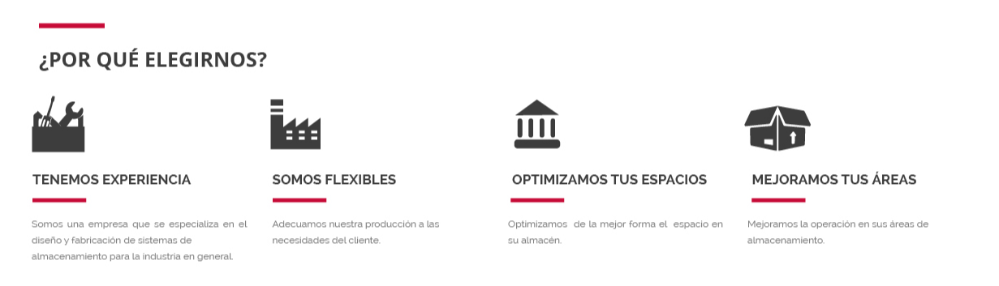 ¿POR QUÉ ELEGIRNOS?
TENEMOS EXPERIENCIA
Somos una empresa que se especializa en el
diseño y fabricación de sistemas de
almacenamiento para la industria en general.
SOMOS FLEXIBLES
Adecuamos nuestra producción a las
necesidades del cliente.
OPTIMIZAMOS TUS ESPACIOS
Optimizamos de la mejor forma el espacio en
su almacén.
MEJORAMOS TUS ÁREAS
Mejoramos la operación en sus áreas de
almacenamiento.